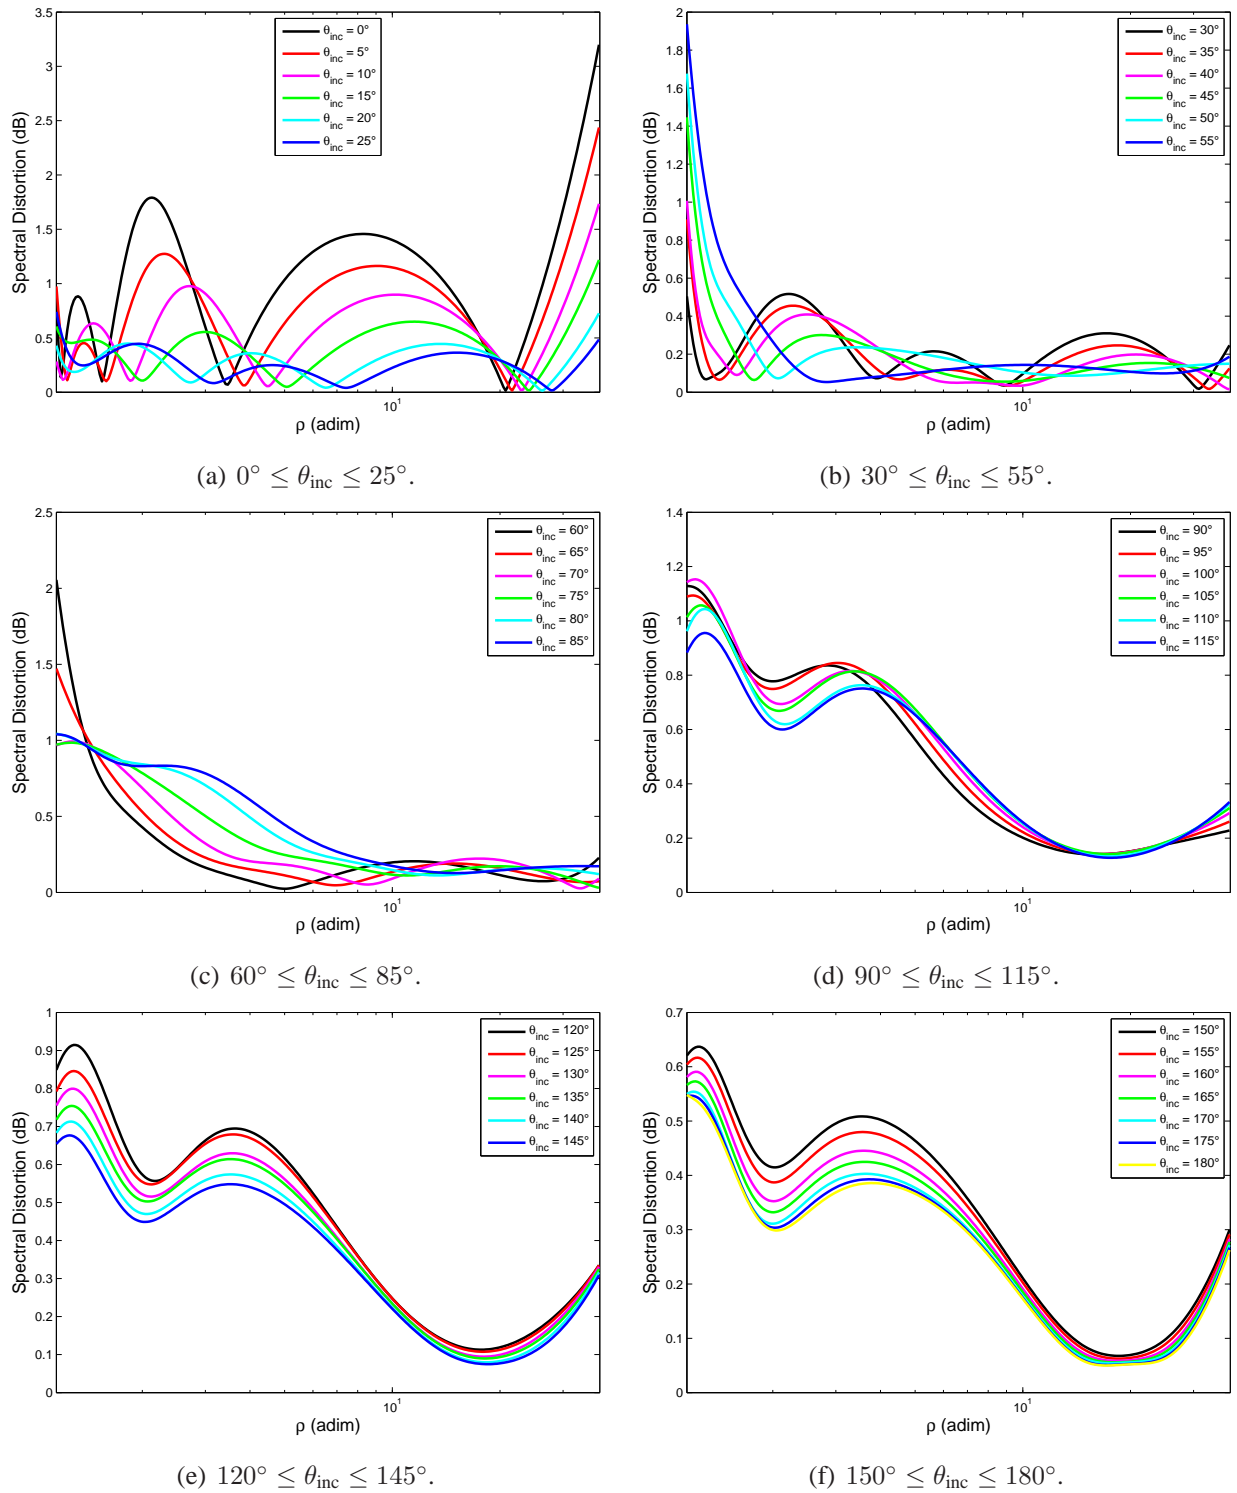 3.5
3
2.5
2
1.5
1
0.5
0
Spectral Distortion (dB)
θinc = 0°
θinc = 5°
θinc = 10°
θinc = 15°
θinc = 20°
θinc = 25°
10¹
ρ (adim)
(a) 0° ≤ θinc ≤ 25°.
2
1.8
1.6
1.4
1.2
1
0.8
0.6
0.4
0.2
0
Spectral Distortion (dB)
θinc = 30°
θinc = 35°
θinc = 40°
θinc = 45°
θinc = 50°
θinc = 55°
10¹
ρ (adim)
(b) 30° ≤ θinc ≤ 55°.
2.5
2
1.5
1
0.5
0
Spectral Distortion (dB)
θinc = 60°
θinc = 65°
θinc = 70°
θinc = 75°
θinc = 80°
θinc = 85°
10¹
ρ (adim)
(c) 60° ≤ θinc ≤ 85°.
1.4
1.2
1
0.8
0.6
0.4
0.2
0
Spectral Distortion (dB)
θinc = 90°
θinc = 95°
θinc = 100°
θinc = 105°
θinc = 110°
θinc = 115°
10¹
ρ (adim)
(d) 90° ≤ θinc ≤ 115°.
1
0.9
0.8
0.7
0.6
0.5
0.4
0.3
0.2
0.1
0
Spectral Distortion (dB)
θinc = 120°
θinc = 125°
θinc = 130°
θinc = 135°
θinc = 140°
θinc = 145°
10¹
ρ (adim)
(e) 120° ≤ θinc ≤ 145°.
0.7
0.6
0.5
0.4
0.3
0.2
0.1
0
Spectral Distortion (dB)
θinc = 150°
θinc = 155°
θinc = 160°
θinc = 165°
θinc = 170°
θinc = 175°
θinc = 180°
10¹
ρ (adim)
(f) 150° ≤ θinc ≤ 180°.